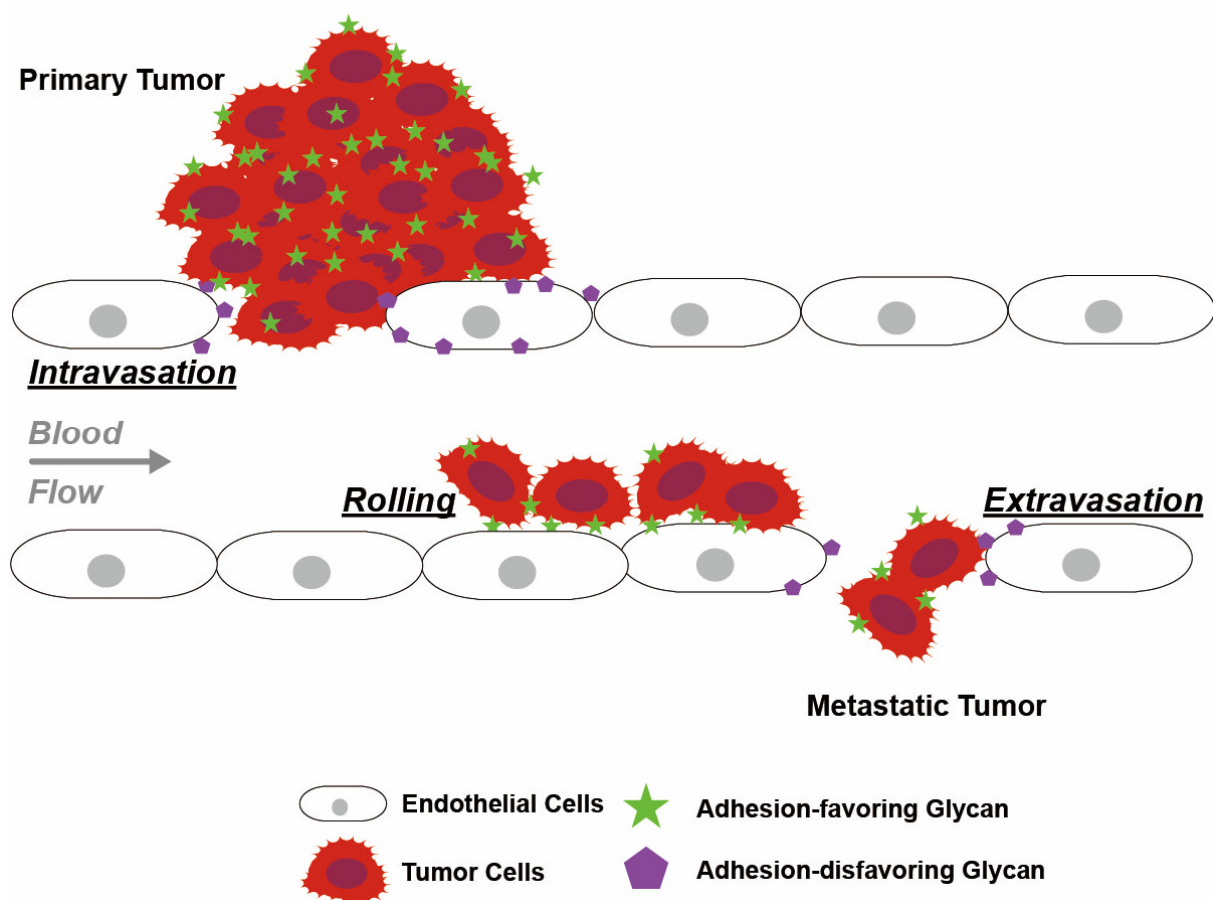 Primary Tumor
Intravasation
Blood
Flow
Rolling
Extravasation
Metastatic Tumor
Endothelial Cells
Adhesion-favoring Glycan
Tumor Cells
Adhesion-disfavoring Glycan